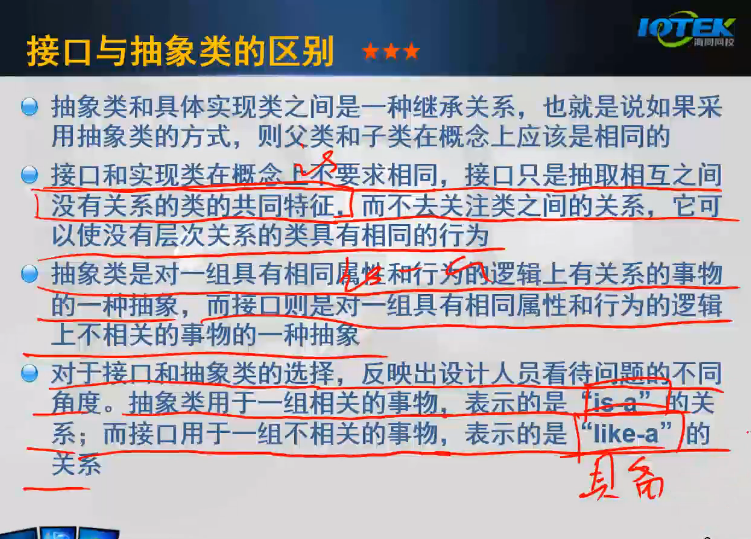 接口与抽象类的区别 ★★★
IOTEK
海同网校
抽象类和具体实现类之间是一种继承关系，也就是说如果采
用抽象类的方式，则父类和子类在概念上应该是相同的
接口和实现类在概念上不要求相同，接口只是抽取相互之间
没有关系的类的共同特征，而不去关注类之间的关系，它可
以使没有层次关系的类具有相同的行为
抽象类是对一组具有相同属性和行为的逻辑上有关系的事物
的一种抽象，而接口则是对一组具有相同属性和行为的逻辑
上不相关的事物的一种抽象
对于接口和抽象类的选择，反映出设计人员看待问题的不同
角度。抽象类用于一组相关的事物，表示的是“is-a”的关
系；而接口用于一组不相关的事物，表示的是“like-a”的
关系
具备